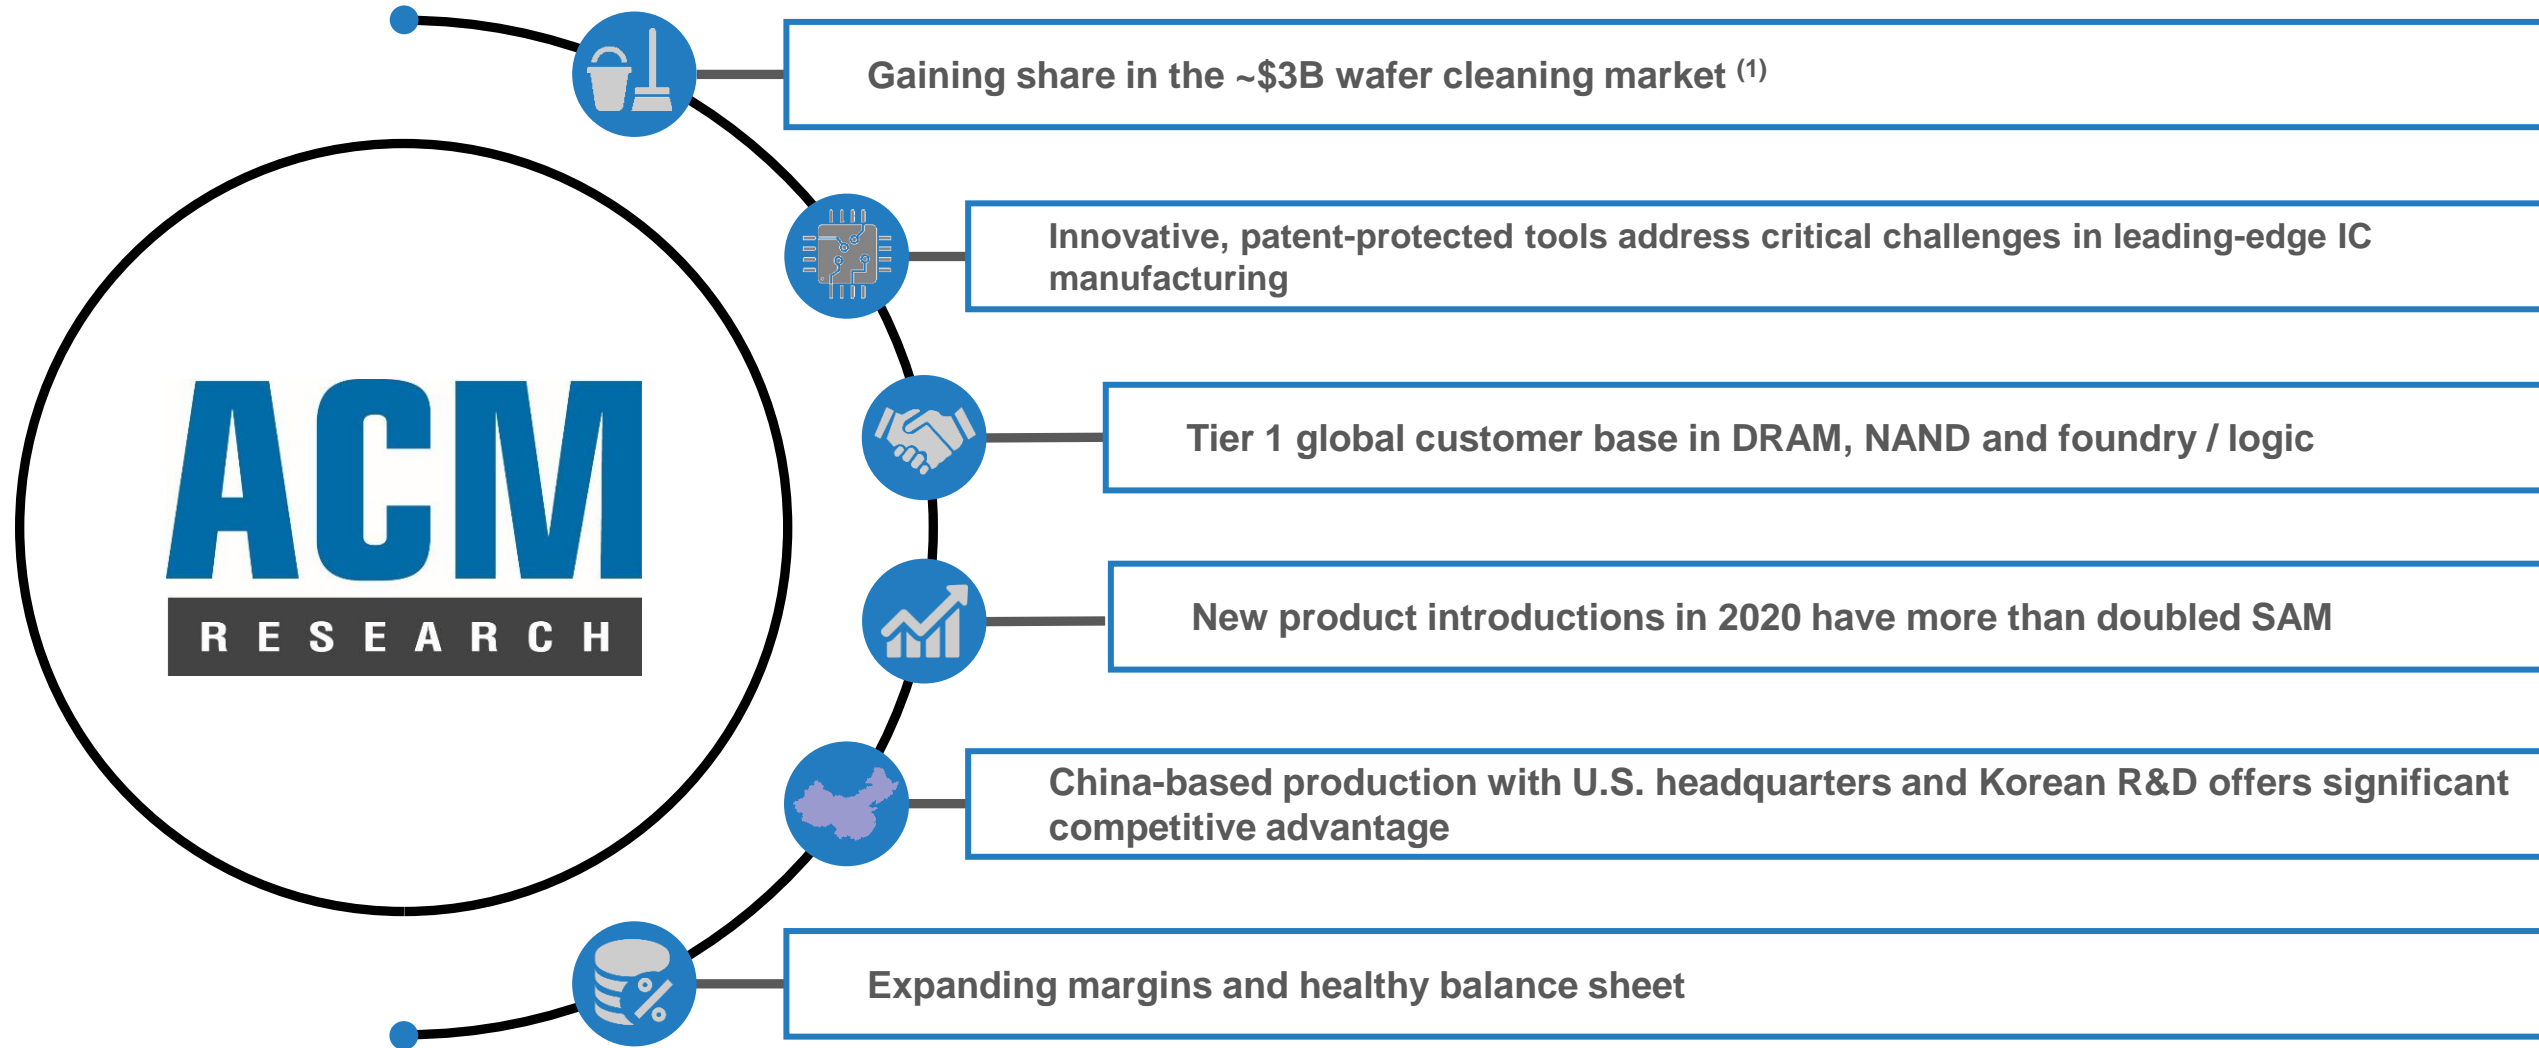 Gaining share in the ~$3B wafer cleaning market (1)
Innovative, patent-protected tools address critical challenges in leading-edge IC
manufacturing
ACM
RESEARCH
Tier 1 global customer base in DRAM, NAND and foundry / logic
New product introductions in 2020 have more than doubled SAM
China-based production with U.S. headquarters and Korean R&D offers significant
competitive advantage
Expanding margins and healthy balance sheet